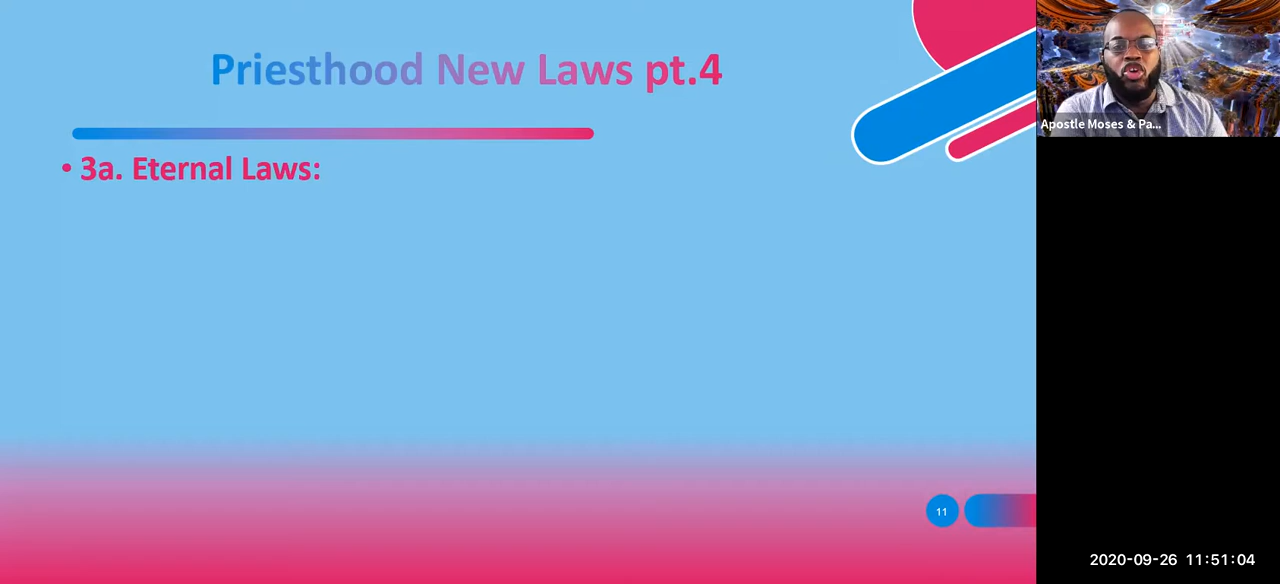 Priesthood New Laws pt.4
• 3a. Eternal Laws:
11
Apostle Moses & Pa...
2020-09-26 11:51:04